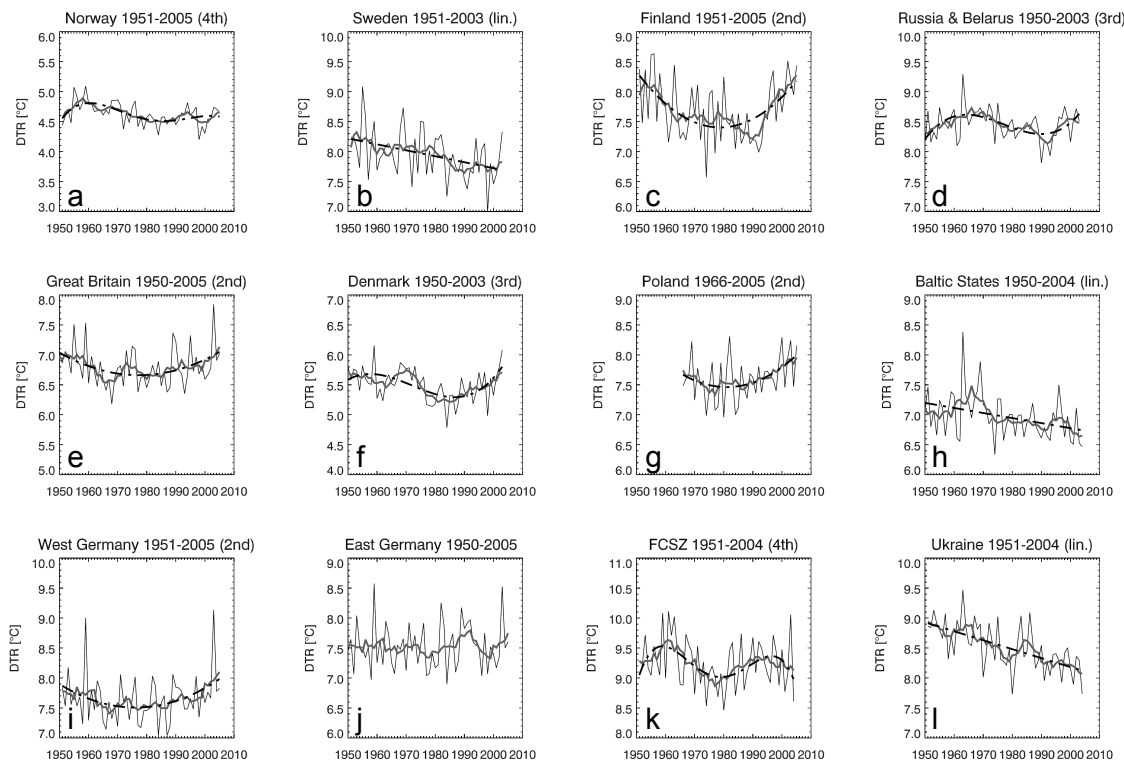 Norway 1951-2005 (4th)
6.0
5.5
5.0
4.5
4.0
3.5
3.0
DTR [°C]
a
1950 1960 1970 1980 1990 2000 2010
Sweden 1951-2003 (lin.)
10.0
9.5
9.0
8.5
8.0
7.5
7.0
DTR [°C]
b
1950 1960 1970 1980 1990 2000 2010
Finland 1951-2005 (2nd)
9.0
8.5
8.0
7.5
7.0
6.5
6.0
DTR [°C]
c
1950 1960 1970 1980 1990 2000 2010
Russia & Belarus 1950-2003 (3rd)
10.0
9.5
9.0
8.5
8.0
7.5
7.0
DTR [°C]
d
1950 1960 1970 1980 1990 2000 2010
Great Britain 1950-2005 (2nd)
8.0
7.5
7.0
6.5
6.0
5.5
5.0
DTR [°C]
e
1950 1960 1970 1980 1990 2000 2010
Denmark 1950-2003 (3rd)
7.0
6.5
6.0
5.5
5.0
4.5
4.0
DTR [°C]
f
1950 1960 1970 1980 1990 2000 2010
Poland 1966-2005 (2nd)
9.0
8.5
8.0
7.5
7.0
6.5
6.0
DTR [°C]
g
1950 1960 1970 1980 1990 2000 2010
Baltic States 1950-2004 (lin.)
9.0
8.5
8.0
7.5
7.0
6.5
6.0
DTR [°C]
h
1950 1960 1970 1980 1990 2000 2010
West Germany 1951-2005 (2nd)
10.0
9.5
9.0
8.5
8.0
7.5
7.0
DTR [°C]
i
1950 1960 1970 1980 1990 2000 2010
East Germany 1950-2005
9.0
8.5
8.0
7.5
7.0
6.5
6.0
DTR [°C]
j
1950 1960 1970 1980 1990 2000 2010
FCSZ 1951-2004 (4th)
11.0
10.5
10.0
9.5
9.0
8.5
8.0
DTR [°C]
k
1950 1960 1970 1980 1990 2000 2010
Ukraine 1951-2004 (lin.)
10.0
9.5
9.0
8.5
8.0
7.5
7.0
DTR [°C]
l
1950 1960 1970 1980 1990 2000 2010